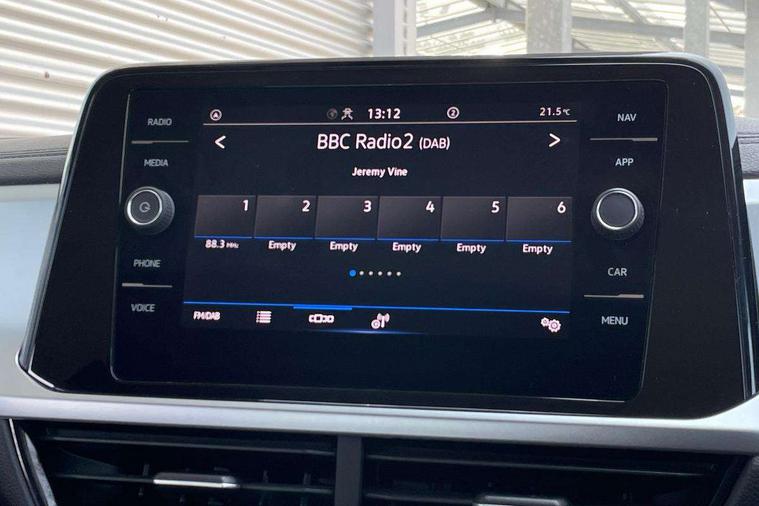 RADIO
MEDIA
PHONE
VOICE
13:12
2
21.5°C
< BBC Radio2 (DAB) >
Jeremy Vine
1 2 3 4 5 6
88.3 MHz Empty Empty Empty Empty Empty
FM/DAB
NAV
APP
CAR
MENU